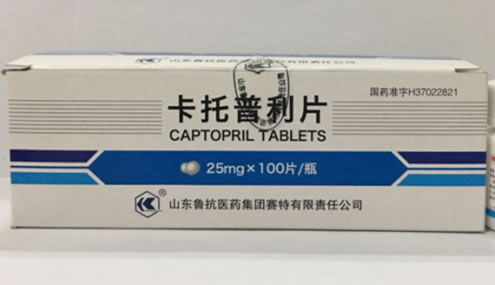 国药准字H37022821
卡托普利片
CAPTOPRIL TABLETS
25mg×100片/瓶
山东鲁抗医药集团赛特有限责任公司